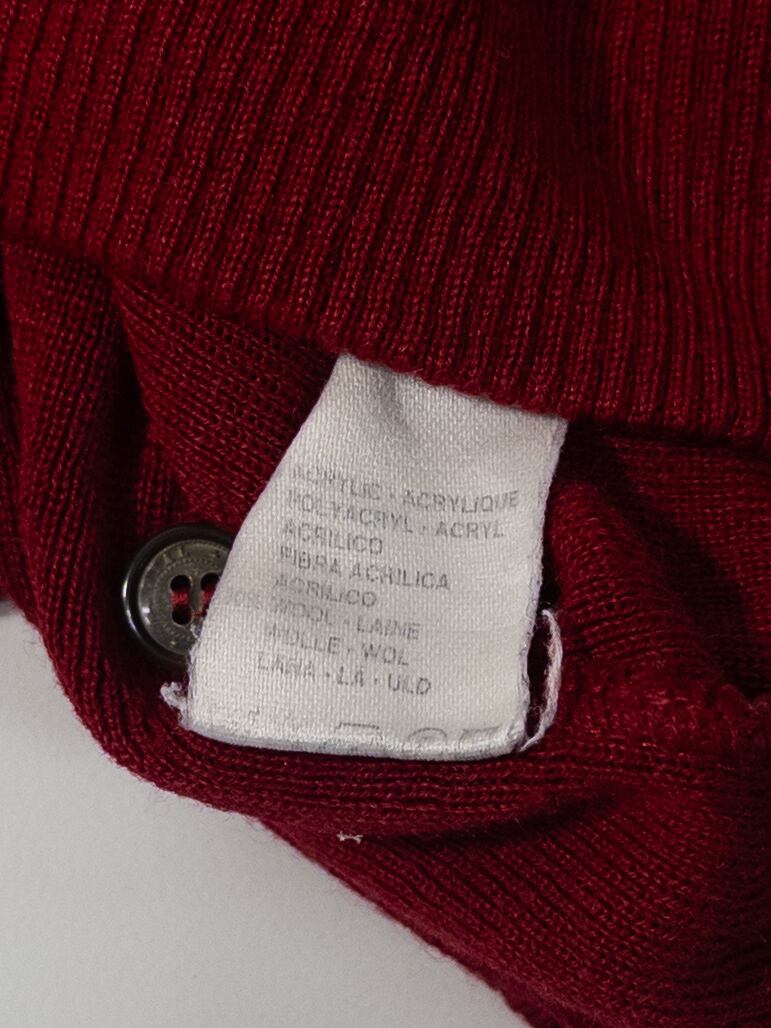 ACRYLIC · ACRYLIQUE
POLYACRYL · ACRYL
ACRILICO
FIBRA ACRILICA
ACRILICO
WOOL · LAINE
WOLLE · WOL
LANA · LÃ · ULD